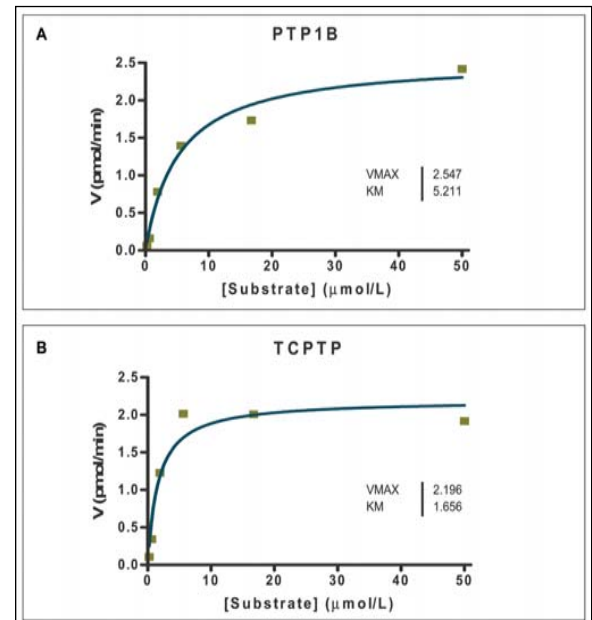 A
PTP1B
2.5
2.0
1.5
1.0
0.5
0.0
V (pmol/min)
VMAX 2.547
KM 5.211
0 10 20 30 40 50
[Substrate] (μmol/L)
B
TCPTP
2.5
2.0
1.5
1.0
0.5
0.0
V (pmol/min)
VMAX 2.196
KM 1.656
0 10 20 30 40 50
[Substrate] (μmol/L)